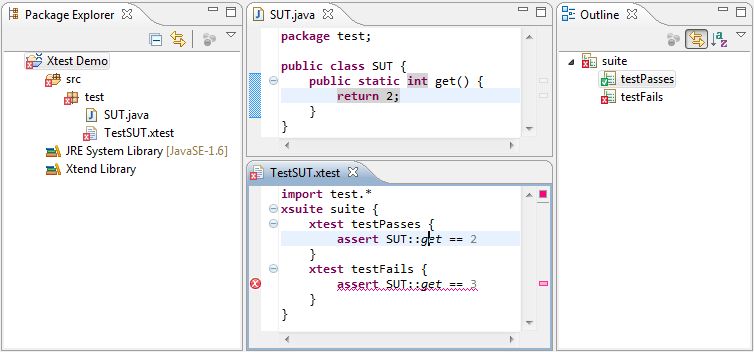 Package Explorer
Xtest Demo
src
test
SUT.java
TestSUT.xtest
JRE System Library [JavaSE-1.6]
Xtend Library
SUT.java
package test;
public class SUT {
public static int get() {
return 2;
}
}
TestSUT.xtest
import test.*
xsuite suite {
xtest testPasses {
assert SUT::get == 2
}
xtest testFails {
assert SUT::get == 3
}
}
Outline
suite
testPasses
testFails